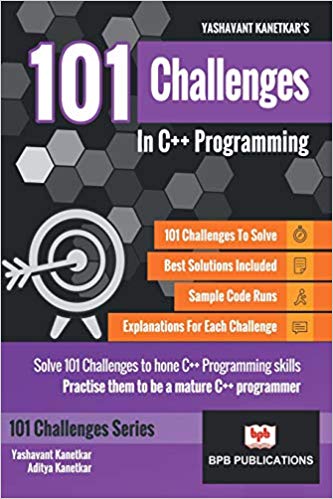 YASHAVANT KANETKAR'S
101 Challenges
In C++ Programming
101 Challenges To Solve
Best Solutions Included
Sample Code Runs
Explanations For Each Challenge
Solve 101 Challenges to hone C++ Programming skills
Practise them to be a mature C++ programmer
101 Challenges Series
Yashavant Kanetkar
Aditya Kanetkar
bpb
BPB PUBLICATIONS